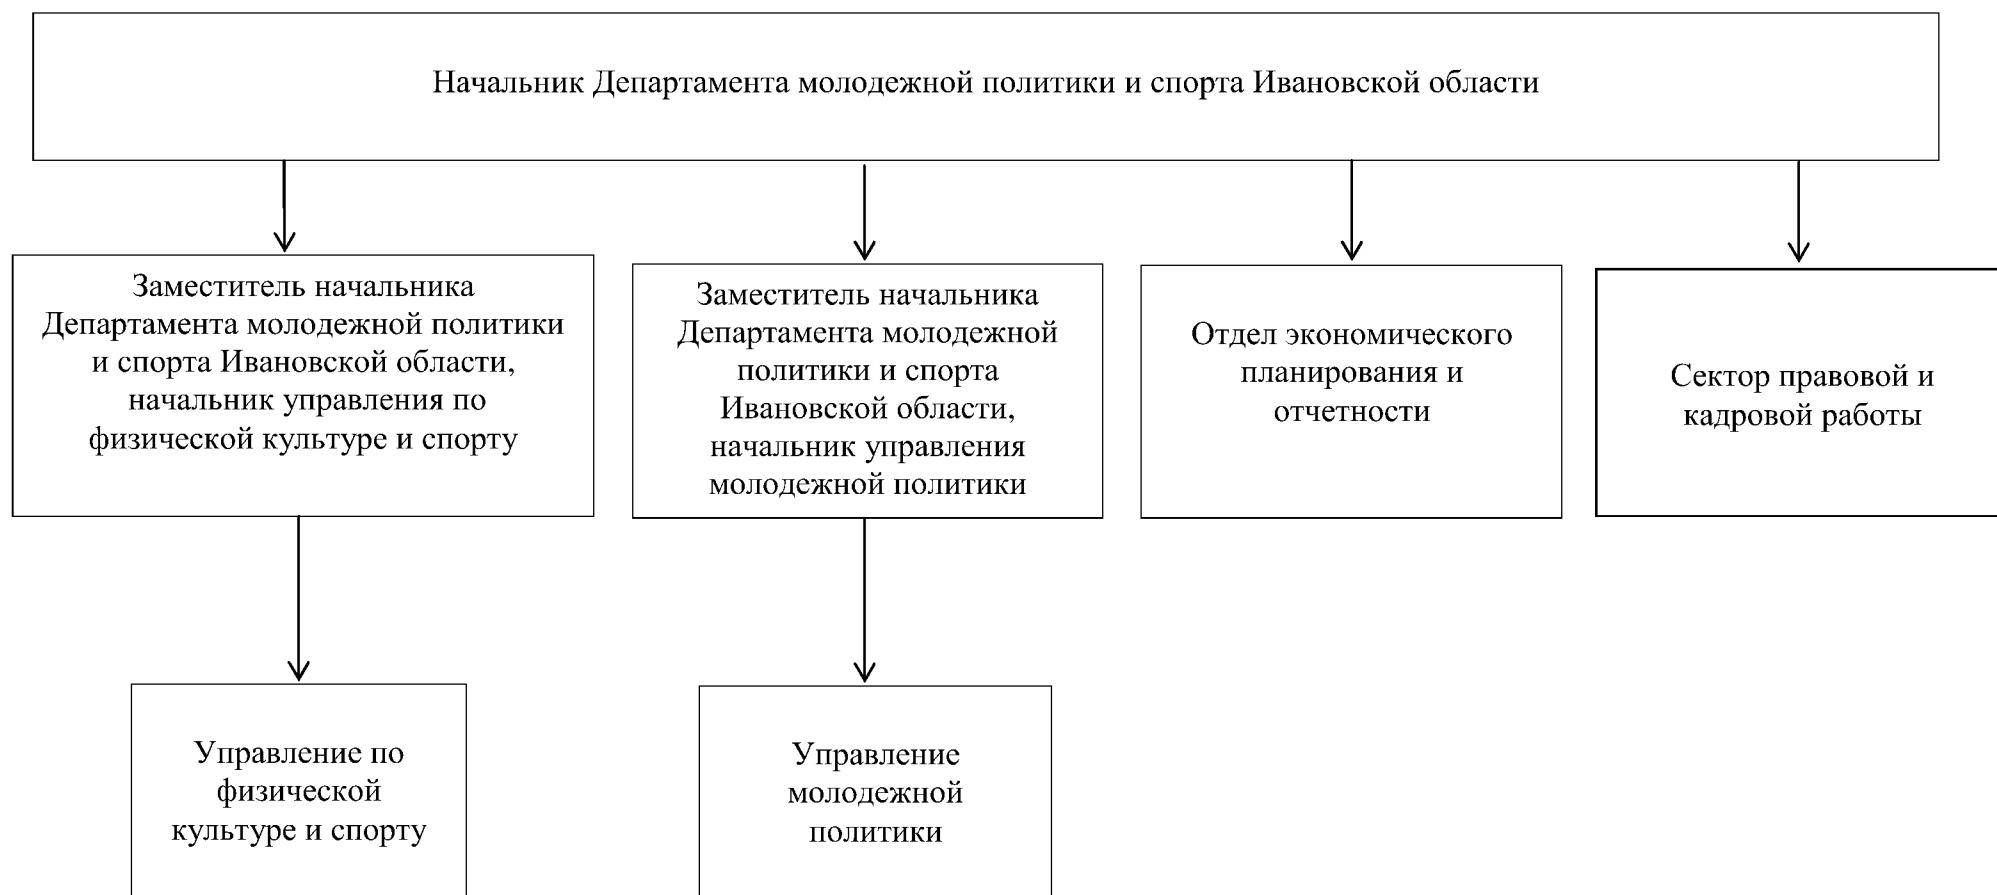 Начальник Департамента молодежной политики и спорта Ивановской области
Заместитель начальника
Департамента молодежной политики
и спорта Ивановской области,
начальник управления по
физической культуре и спорту
Заместитель начальника
Департамента молодежной
политики и спорта
Ивановской области,
начальник управления
молодежной политики
Отдел экономического
планирования и
отчетности
Сектор правовой и
кадровой работы
Управление по
физической
культуре и спорту
Управление
молодежной
политики